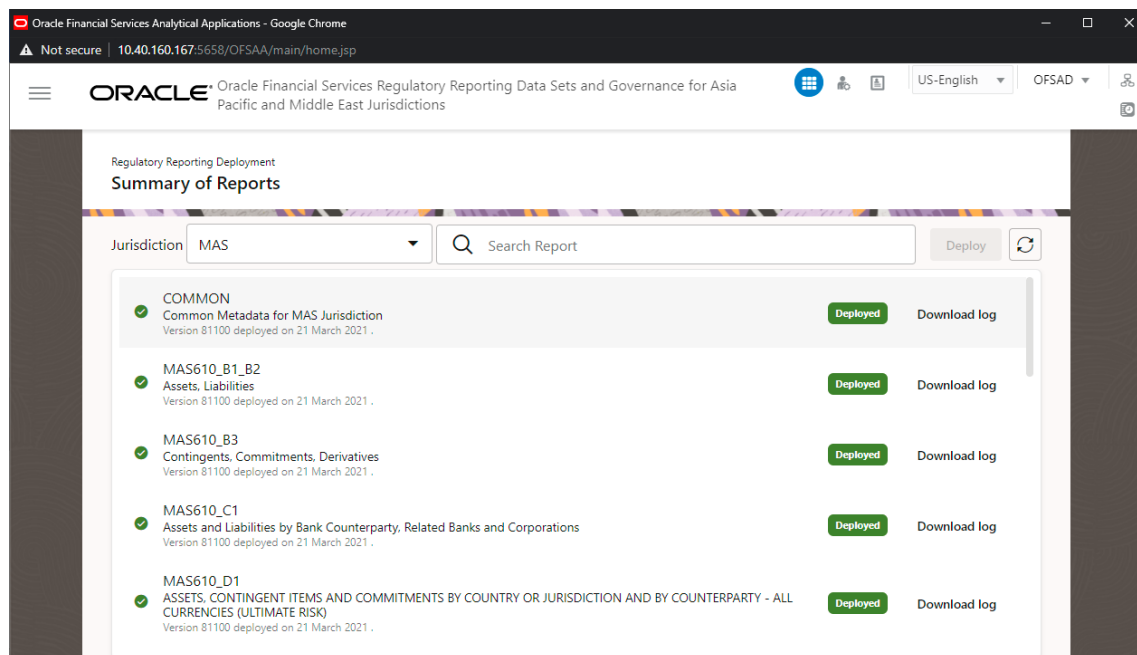 Oracle Financial Services Analytical Applications - Google Chrome
Not secure | 10.40.160.167:5658/OFSAA/main/home.jsp
ORACLE Oracle Financial Services Regulatory Reporting Data Sets and Governance for Asia
Pacific and Middle East Jurisdictions
US-English
OFSAD
Regulatory Reporting Deployment
Summary of Reports
Jurisdiction MAS Search Report Deploy
COMMON
Common Metadata for MAS Jurisdiction
Version 81100 deployed on 21 March 2021 .
Deployed Download log
MAS610_B1_B2
Assets, Liabilities
Version 81100 deployed on 21 March 2021 .
Deployed Download log
MAS610_B3
Contingents, Commitments, Derivatives
Version 81100 deployed on 21 March 2021 .
Deployed Download log
MAS610_C1
Assets and Liabilities by Bank Counterparty, Related Banks and Corporations
Version 81100 deployed on 21 March 2021 .
Deployed Download log
MAS610_D1
ASSETS, CONTINGENT ITEMS AND COMMITMENTS BY COUNTRY OR JURISDICTION AND BY COUNTERPARTY - ALL
CURRENCIES (ULTIMATE RISK)
Version 81100 deployed on 21 March 2021 .
Deployed Download log